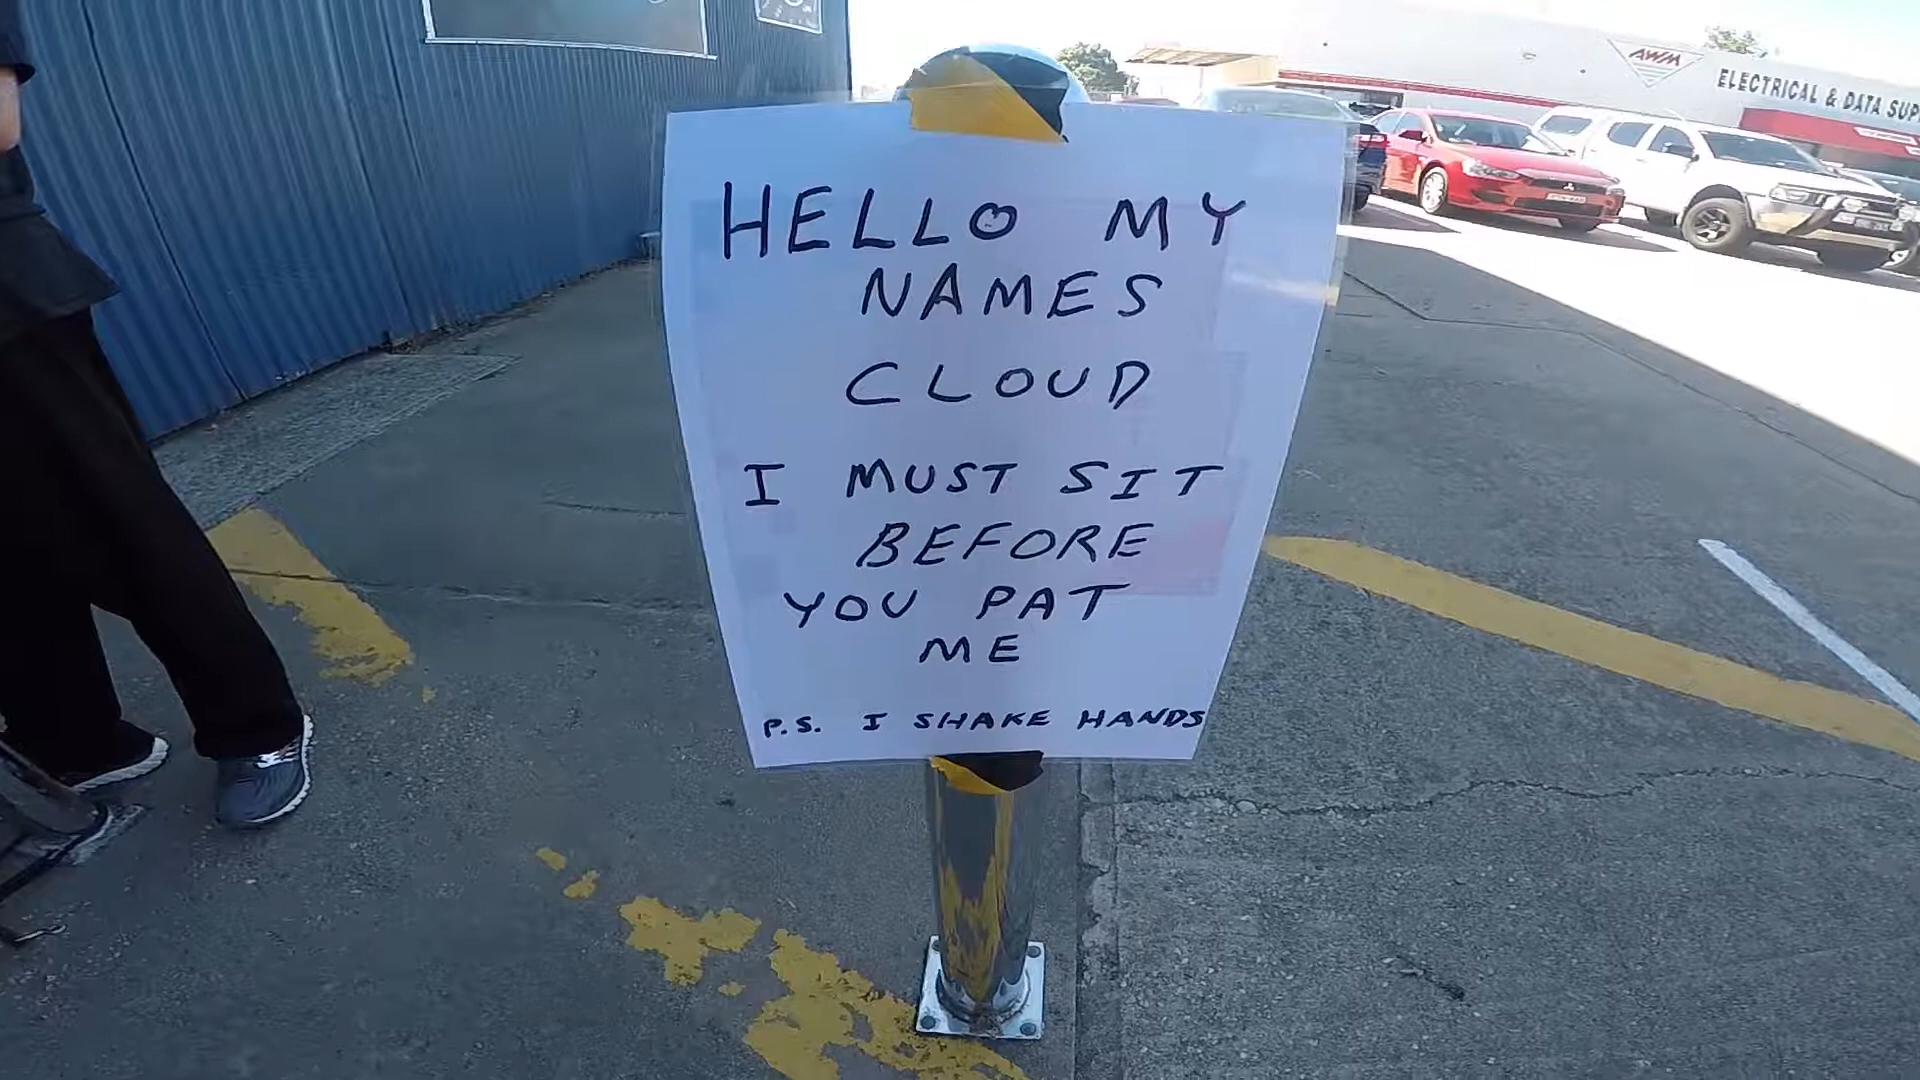 HELLO MY
NAMES
CLOUD
I MUST SIT
BEFORE
YOU PAT
ME
P.S. I SHAKE HANDS
AWM
ELECTRICAL & DATA SUP